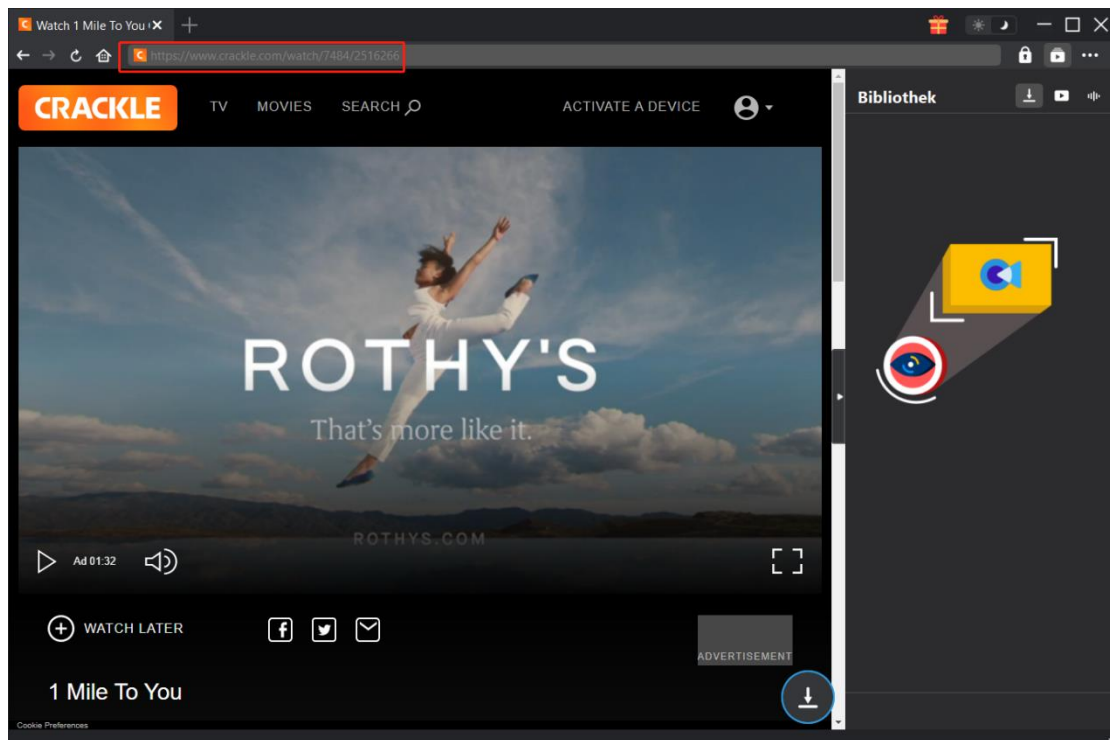 Watch 1 Mile To You
https://www.crackle.com/watch/7484/2516266
CRACKLE
TV
MOVIES
SEARCH
ACTIVATE A DEVICE
Bibliothek
ROTHY'S
That's more like it.
ROTHYS.COM
Ad 01:32
WATCH LATER
ADVERTISEMENT
1 Mile To You
Cookie Preferences